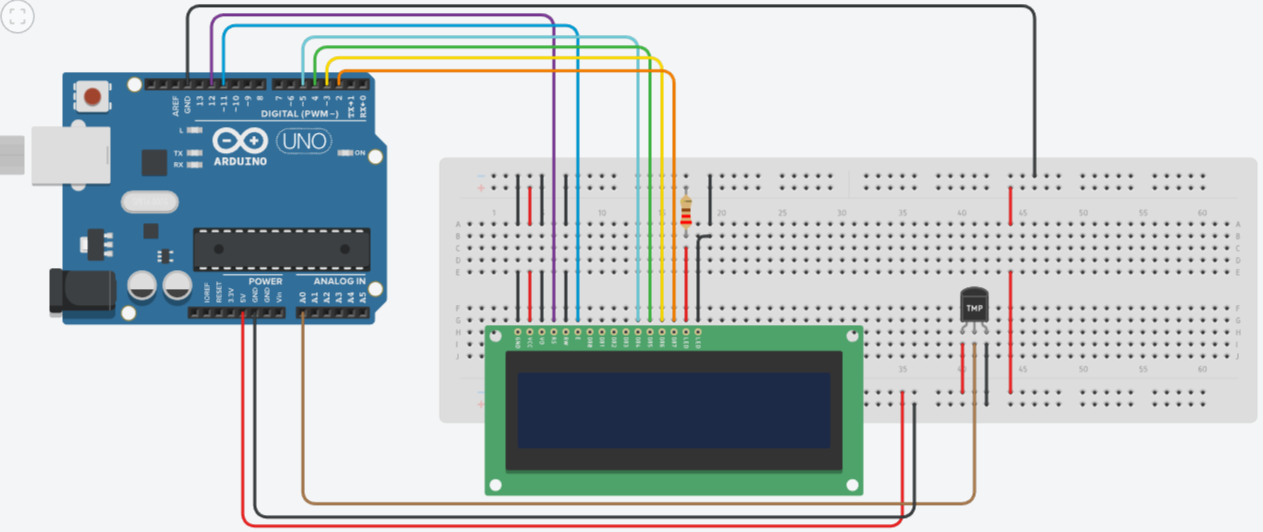 AREF
GND
13
12
~11
~10
~9
8
7
~6
~5
4
~3
2
TX→1
RX←0
DIGITAL (PWM~)
L
TX
RX
UNO
ON
ARDUINO
POWER
ANALOG IN
IOREF
RESET
3.3V
5V
GND
GND
Vin
A0
A1
A2
A3
A4
A5
1 10 20 25 30 35 40 45 50 55 60
A A
B B
C C
D D
E E
F F
G G
H H
I I
J J
TMP
GND
VCC
V0
RS
RW
E
DB0
DB1
DB2
DB3
DB4
DB5
DB6
DB7
LED
LED
35 40 45 50 55 60